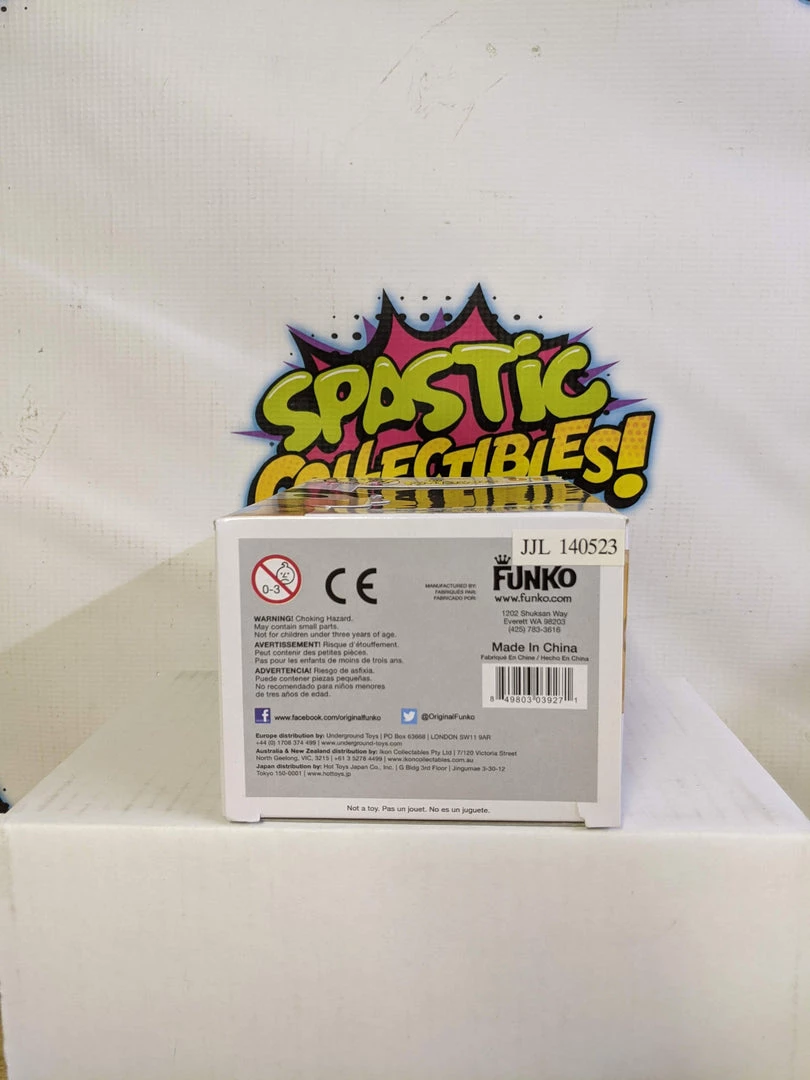 SPASTIC
COLLECTIBLES!
JJL 140523
0-3
CE
MANUFACTURED BY:
FABRIQUÉS PAR:
FABRICADO POR:
FUNKO
www.funko.com
1202 Shuksan Way
Everett WA 98203
(425) 783-3616
Made In China
Fabriqué En Chine / Hecho En China
8 49803 03927 1
WARNING! Choking Hazard.
May contain small parts.
Not for children under three years of age.
AVERTISSEMENT! Risque d'étouffement.
Peut contenir des petites pièces.
Pas pour les enfants de moins de trois ans.
ADVERTENCIA! Riesgo de asfixia.
Puede contener piezas pequeñas.
No recomendado para niños menores
de tres años de edad.
f www.facebook.com/originalfunko
@OriginalFunko
Europe distribution by: Underground Toys | PO Box 63668 | LONDON SW11 9AR
+44 (0) 1706 374 499 | www.underground-toys.com
Australia & New Zealand distribution by: Ikon Collectables Pty Ltd | 7/120 Victoria Street
North Geelong, VIC, 3215 | +61 3 5278 4499 | www.ikoncollectables.com.au
Japan distribution by: Hot Toys Japan Co., Inc. | G Bldg 3rd Floor | Jingumae 3-30-12
Tokyo 150-0001 | www.hottoys.jp
Not a toy. Pas un jouet. No es un juguete.